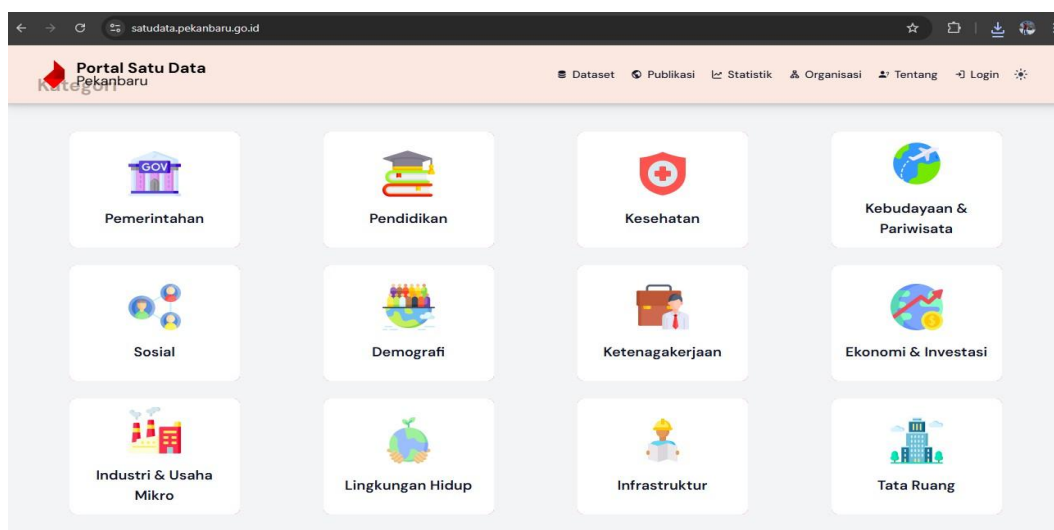 satudata.pekanbaru.go.id
Portal Satu Data
Pekanbaru
Kategori
Dataset Publikasi Statistik Organisasi Tentang Login
GOV
Pemerintahan
Pendidikan
Kesehatan
Kebudayaan &
Pariwisata
Sosial
Demografi
Ketenagakerjaan
Ekonomi & Investasi
Industri & Usaha
Mikro
Lingkungan Hidup
Infrastruktur
Tata Ruang